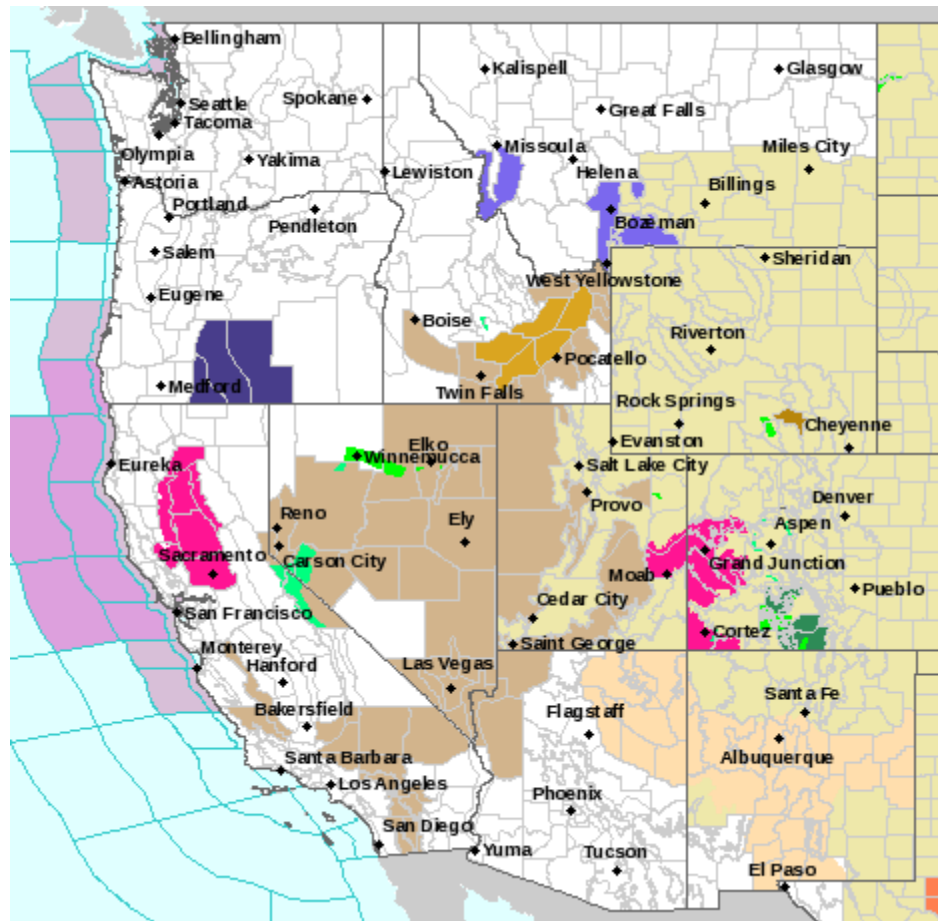 Bellingham
Kalispell
Glasgow
Spokane
Seattle
Great Falls
Tacoma
Olympia
Missoula
Miles City
Yakima
Helena
Lewiston
Astoria
Billings
Portland
Bozeman
Pendleton
Salem
Sheridan
West Yellowstone
Eugene
Boise
Riverton
Pocatello
Medford
Twin Falls
Rock Springs
Cheyenne
Elko
Evanston
Winnemucca
Eureka
Salt Lake City
Provo
Denver
Reno
Ely
Aspen
Sacramento
Carson City
Grand Junction
Moab
Pueblo
Cedar City
San Francisco
Cortez
Saint George
Monterey
Hanford
Las Vegas
Santa Fe
Bakersfield
Flagstaff
Albuquerque
Santa Barbara
Los Angeles
Phoenix
San Diego
Yuma
Tucson
El Paso